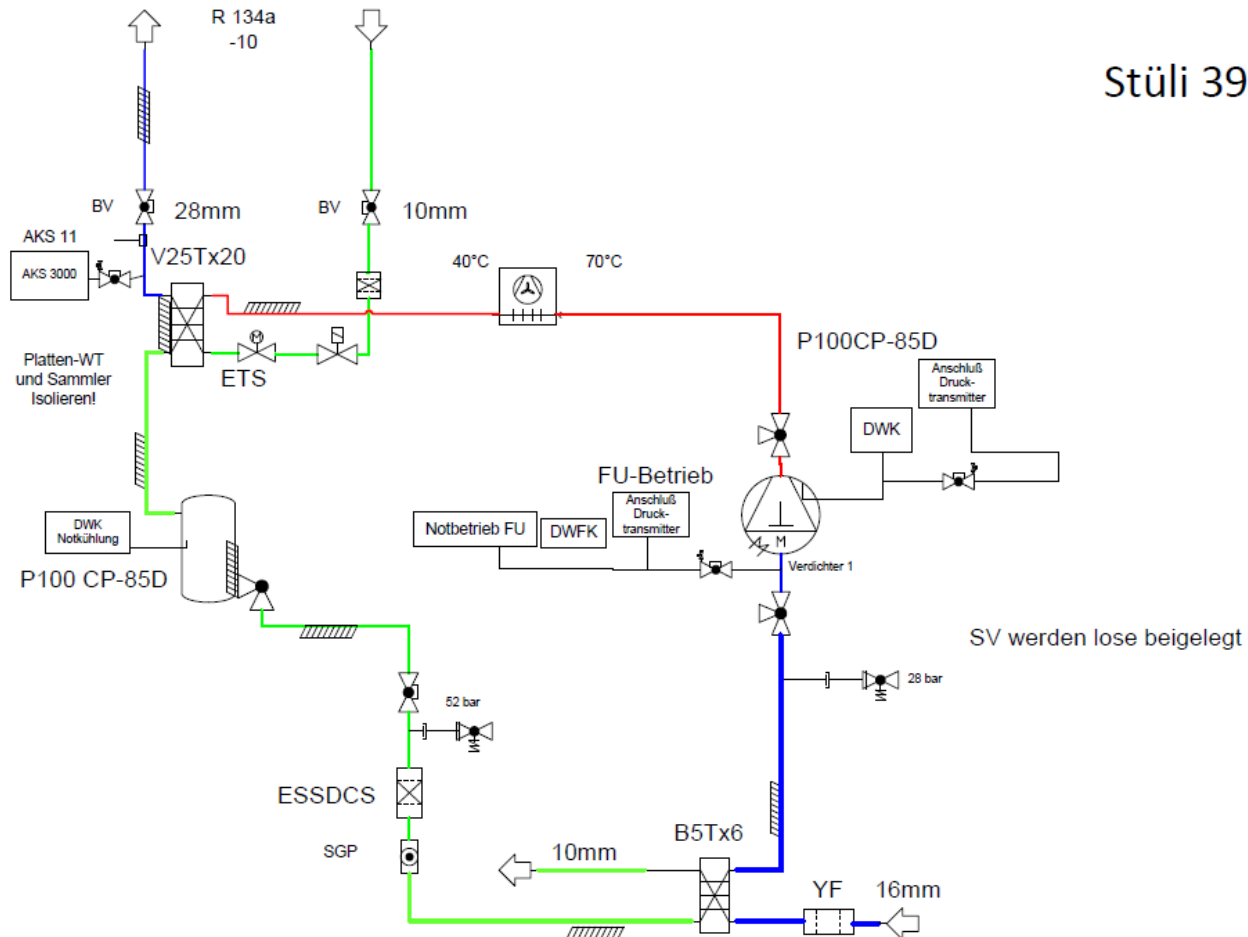 R 134a
-10
Stüli 39
BV
28mm
BV
10mm
AKS 11
V25Tx20
AKS 3000
40°C
70°C
Platten-WT
und Sammler
Isolieren!
ETS
P100CP-85D
Anschluß
Druck-
transmitter
DWK
FU-Betrieb
Anschluß
Druck-
transmitter
Notbetrieb FU
DWFK
M
M
Verdichter 1
DWK
Notkühlung
P100 CP-85D
SV werden lose beigelegt
28 bar
52 bar
ESSDCS
SGP
B5Tx6
10mm
YF
16mm